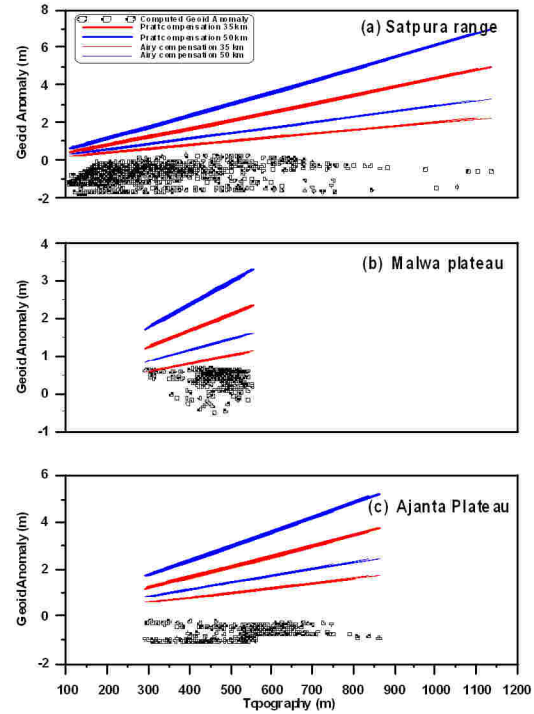 Computed Geoid Anomaly
Pratt compensation 35km
Pratt compensation 50km
Airy compensation 35 km
Airy compensation 50 km
(a) Satpura range
8
6
4
2
0
-2
Geoid Anomaly (m)
(b) Malwa plateau
4
3
2
1
0
-1
Geoid Anomaly (m)
(c) Ajanta Plateau
6
4
2
0
-2
Geoid Anomaly (m)
100 200 300 400 500 600 700 800 900 1000 1100 1200
Topography (m)